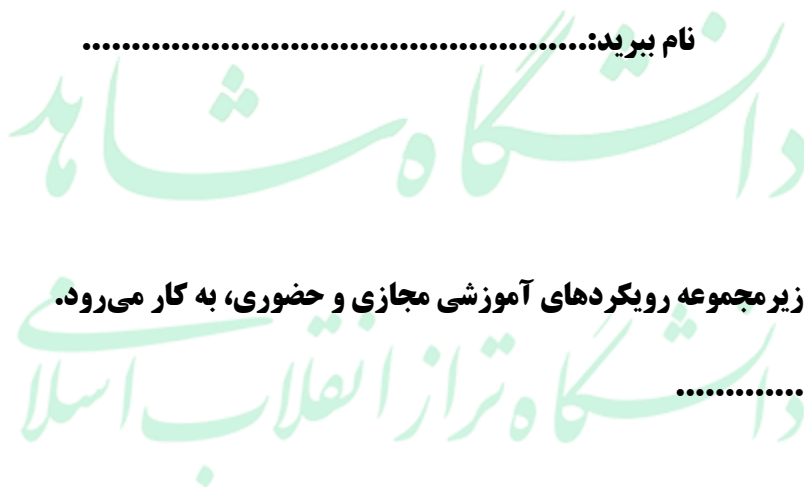 نام ببرید:..................................................
دانشگاه شاهد
زیرمجموعه رویکردهای آموزشی مجازی و حضوری، به کار می‌رود.
دانشگاه تراز انقلاب اسلامی
.............